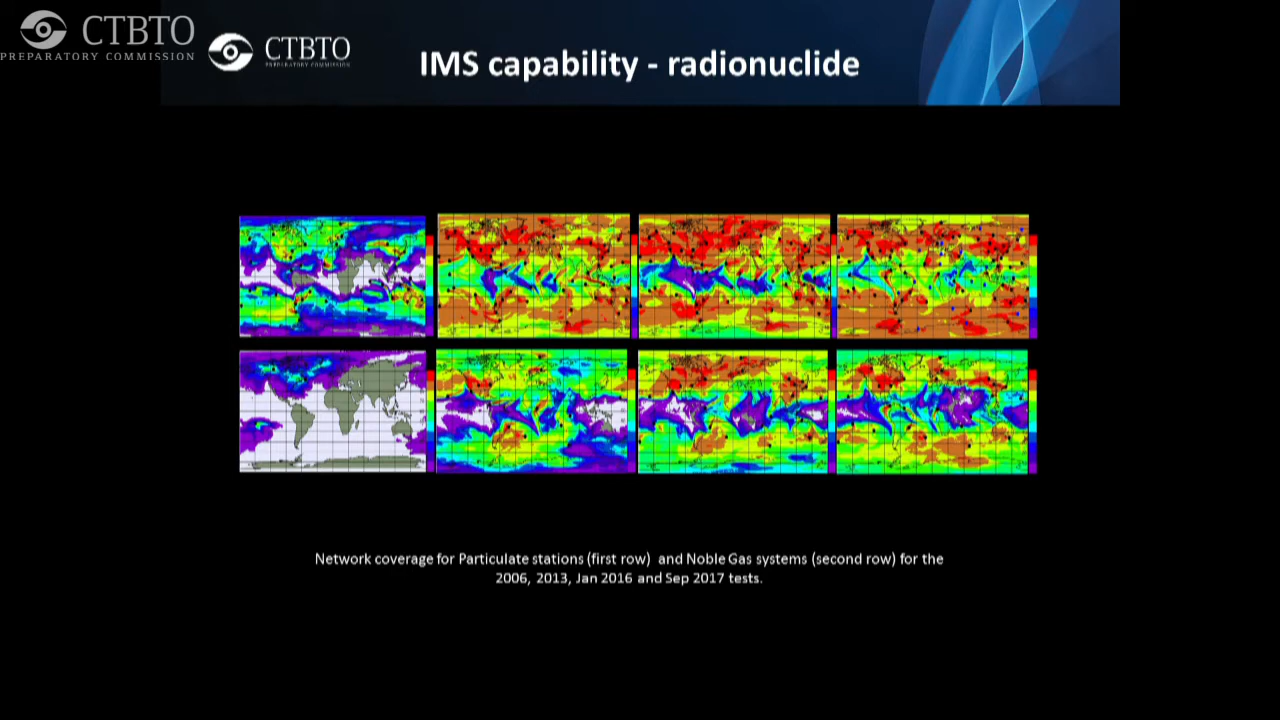 CTBTO
PREPARATORY COMMISSION
CTBTO
PREPARATORY COMMISSION
IMS capability - radionuclide
Network coverage for Particulate stations (first row) and Noble Gas systems (second row) for the
2006, 2013, Jan 2016 and Sep 2017 tests.